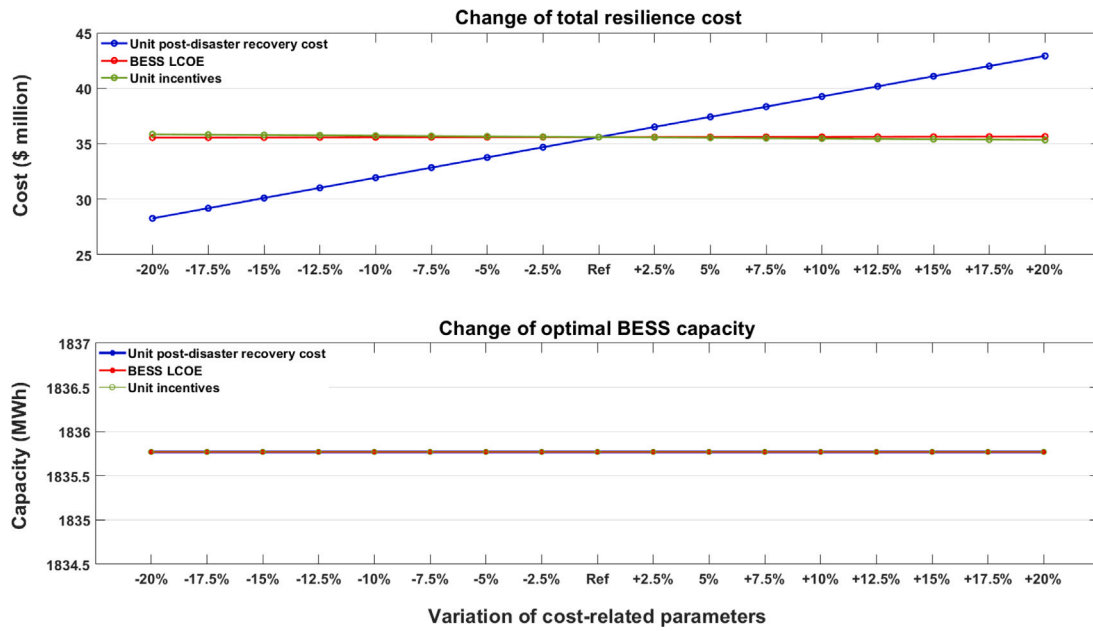 Change of total resilience cost
Cost ($ million)
45
40
35
30
25
Unit post-disaster recovery cost
BESS LCOE
Unit incentives
-20% -17.5% -15% -12.5% -10% -7.5% -5% -2.5% Ref +2.5% 5% +7.5% +10% +12.5% +15% +17.5% +20%
Change of optimal BESS capacity
Capacity (MWh)
1837
1836.5
1836
1835.5
1835
1834.5
Unit post-disaster recovery cost
BESS LCOE
Unit incentives
-20% -17.5% -15% -12.5% -10% -7.5% -5% -2.5% Ref +2.5% 5% +7.5% +10% +12.5% +15% +17.5% +20%
Variation of cost-related parameters